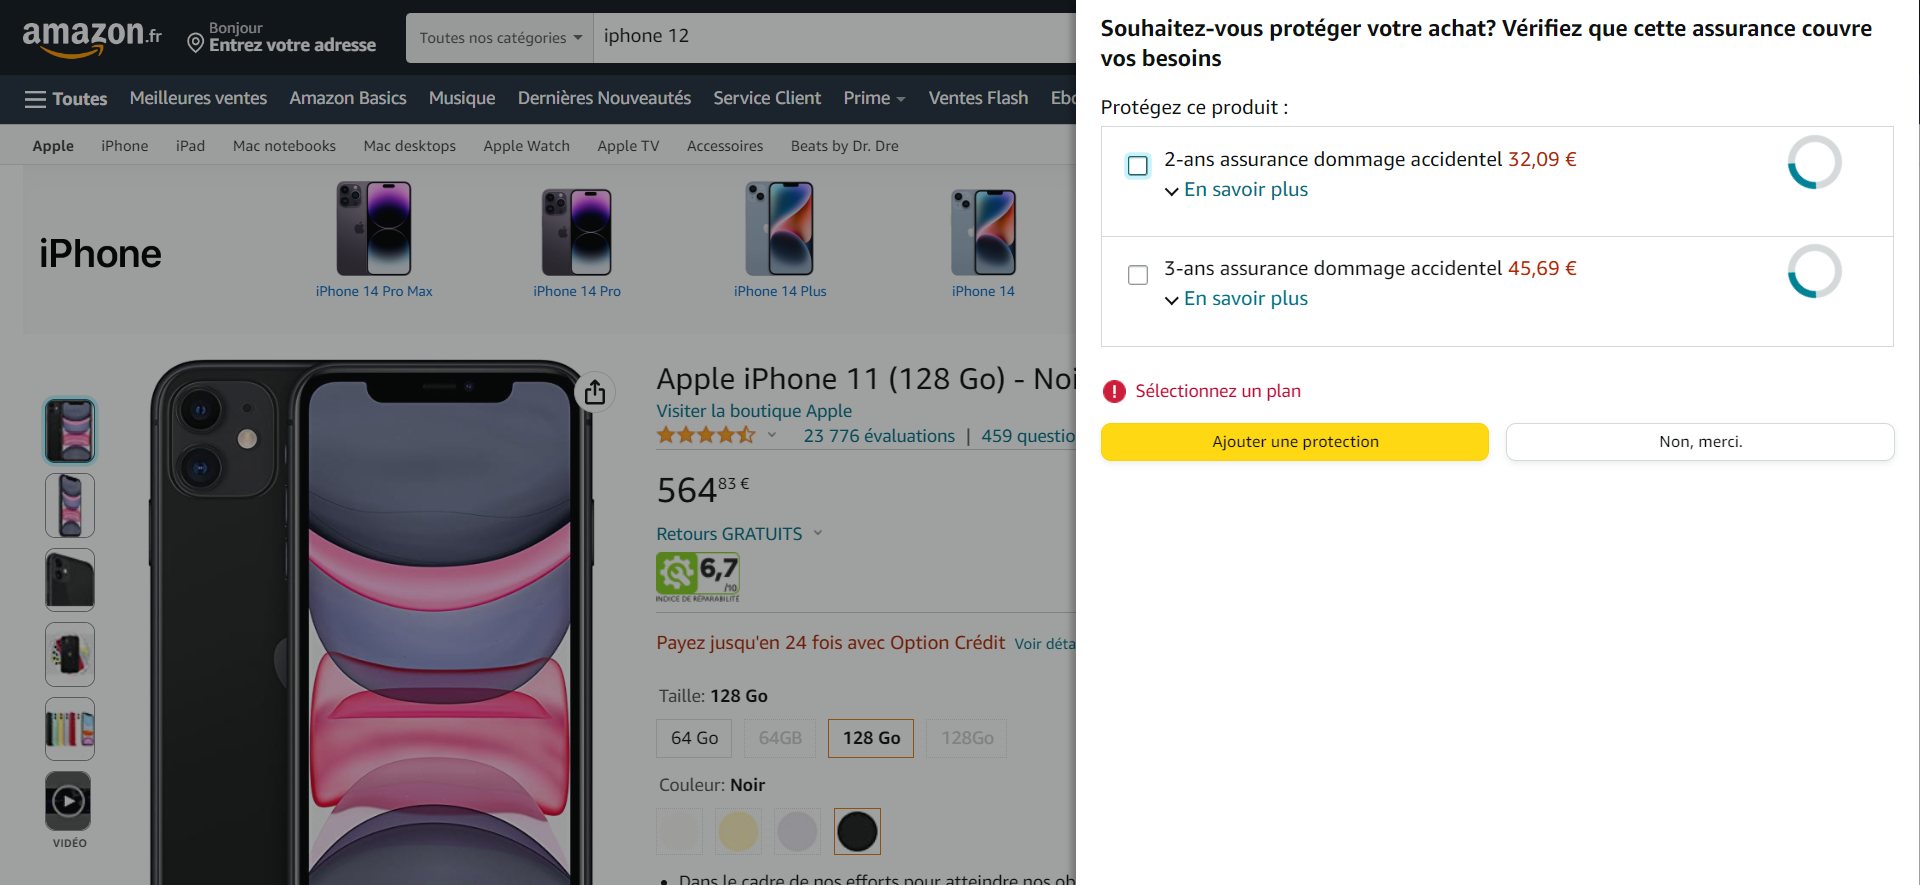 amazon.fr
Bonjour
Entrez votre adresse
Toutes nos catégories
iphone 12
Toutes
Meilleures ventes
Amazon Basics
Musique
Dernières Nouveautés
Service Client
Prime
Ventes Flash
Apple
iPhone
iPad
Mac notebooks
Mac desktops
Apple Watch
Apple TV
Accessoires
Beats by Dr. Dre
iPhone
iPhone 14 Pro Max
iPhone 14 Pro
iPhone 14 Plus
iPhone 14
VIDÉO
Apple iPhone 11 (128 Go) - Noi
Visiter la boutique Apple
23 776 évaluations | 459 questio
564 83 €
Retours GRATUITS
6,7 /10
INDICE DE RÉPARABILITÉ
Payez jusqu'en 24 fois avec Option Crédit Voir déta
Taille: 128 Go
64 Go
64GB
128 Go
128Go
Couleur: Noir
Dans le cadre de nos efforts pour atteindre nos ob
Souhaitez-vous protéger votre achat? Vérifiez que cette assurance couvre
vos besoins
Protégez ce produit :
2-ans assurance dommage accidentel 32,09 €
En savoir plus
3-ans assurance dommage accidentel 45,69 €
En savoir plus
Sélectionnez un plan
Ajouter une protection
Non, merci.